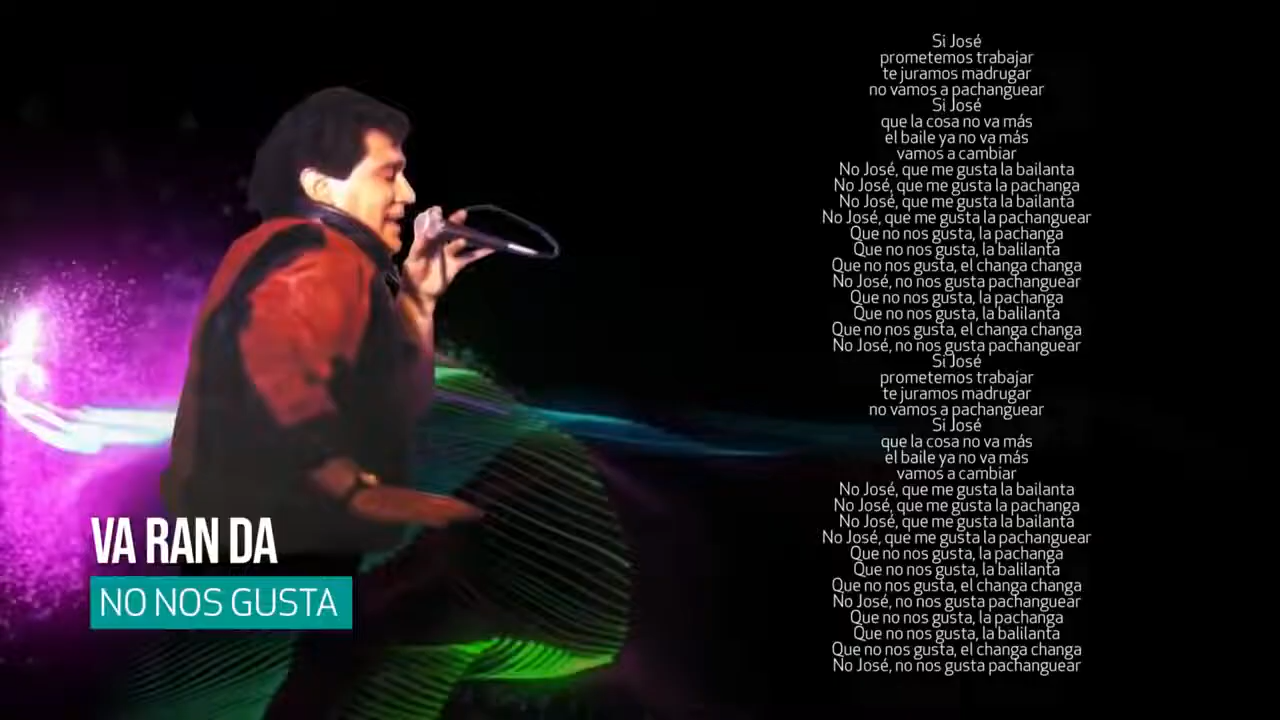 Si José
prometemos trabajar
te juramos madrugar
no vamos a pachanguear
Si José
que la cosa no va más
el baile ya no va más
vamos a cambiar
No José, que me gusta la bailanta
No José, que me gusta la pachanga
No José, que me gusta la bailanta
No José, que me gusta la pachanguear
Que no nos gusta, la pachanga
Que no nos gusta, la balilanta
Que no nos gusta, el changa changa
No José, no nos gusta pachanguear
Que no nos gusta, la pachanga
Que no nos gusta, la balilanta
Que no nos gusta, el changa changa
No José, no nos gusta pachanguear
Si José
prometemos trabajar
te juramos madrugar
no vamos a pachanguear
Si José
que la cosa no va más
el baile ya no va más
vamos a cambiar
No José, que me gusta la bailanta
No José, que me gusta la pachanga
No José, que me gusta la bailanta
No José, que me gusta la pachanguear
Que no nos gusta, la pachanga
Que no nos gusta, la balilanta
Que no nos gusta, el changa changa
No José, no nos gusta pachanguear
Que no nos gusta, la pachanga
Que no nos gusta, la balilanta
Que no nos gusta, el changa changa
No José, no nos gusta pachanguear
VA RAN DA
NO NOS GUSTA